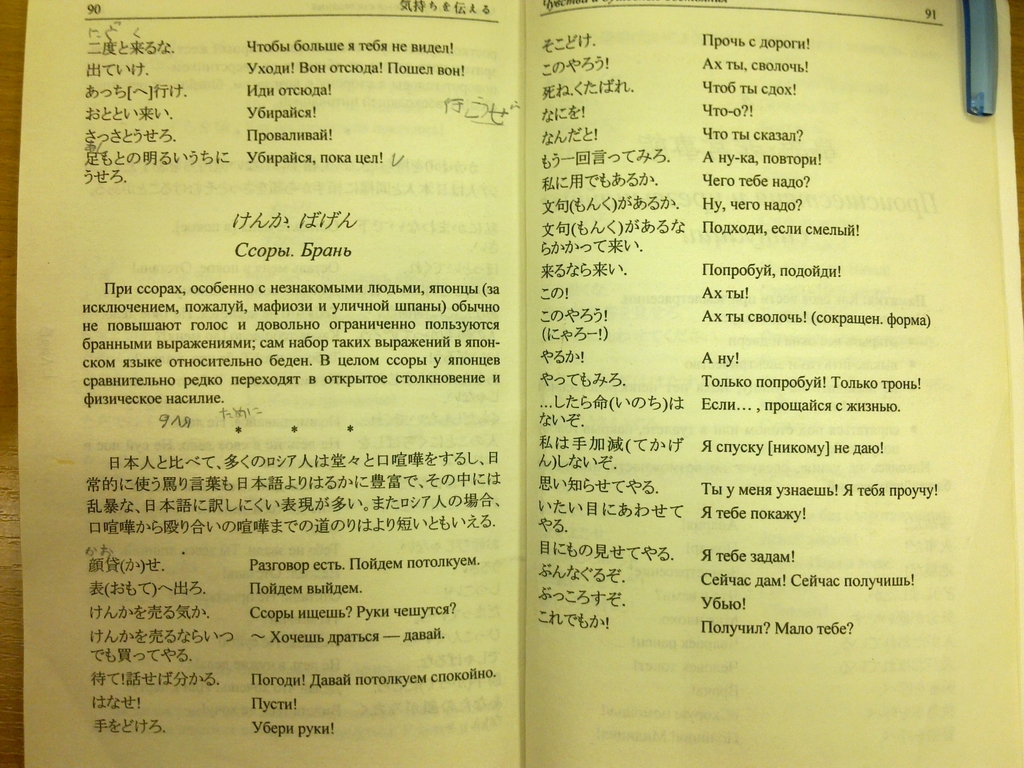 90
気持ちを伝える
にど く
二度と来るな. Чтобы больше я тебя не видел!
出ていけ. Уходи! Вон отсюда! Пошел вон!
あっち[へ]行け. Иди отсюда!
おととい来い. Убирайся!
さっさとうせろ. Проваливай!
足もとの明るいうちに Убирайся, пока цел!
うせろ.
けんか. ばげん
Ссоры. Брань
При ссорах, особенно с незнакомыми людьми, японцы (за
исключением, пожалуй, мафиози и уличной шпаны) обычно
не повышают голос и довольно ограниченно пользуются
бранными выражениями; сам набор таких выражений в япон-
ском языке относительно беден. В целом ссоры у японцев
сравнительно редко переходят в открытое столкновение и
физическое насилие.
для ために
* * *
日本人と比べて、多くのロシア人は堂々と口喧嘩をするし、日
常的に使う罵り言葉も日本語よりはるかに豊富で、その中には
乱暴な、日本語に訳しにくい表現が多い。またロシア人の場合、
口喧嘩から殴り合いの喧嘩までの道のりはより短いともいえる.
かお
顔貸(か)せ. Разговор есть. Пойдем потолкуем.
表(おもて)へ出ろ. Пойдем выйдем.
けんかを売る気か. Ссоры ищешь? Руки чешутся?
けんかを売るならいつ ~ Хочешь драться — давай.
でも買ってやる.
待て!話せば分かる. Погоди! Давай потолкуем спокойно.
はなせ! Пусти!
手をどけろ. Убери руки!
91
そこどけ. Прочь с дороги!
このやろう! Ах ты, сволочь!
死ね.くたばれ. Чтоб ты сдох!
なにを! Что-о?!
なんだと! Что ты сказал?
もう一回言ってみろ. А ну-ка, повтори!
私に用でもあるか. Чего тебе надо?
文句(もんく)があるか. Ну, чего надо?
文句(もんく)があるな Подходи, если смелый!
らかかって来い.
来るなら来い. Попробуй, подойди!
この! Ах ты!
このやろう! Ах ты сволочь! (сокращен. форма)
(にゃろー!)
やるか! А ну!
やってもみろ. Только попробуй! Только тронь!
...したら命(いのち)は Если... , прощайся с жизнью.
ないぞ.
私は手加減(てかげ Я спуску [никому] не даю!
ん)しないぞ.
思い知らせてやる. Ты у меня узнаешь! Я тебя проучу!
いたい目にあわせて Я тебе покажу!
やる.
目にもの見せてやる. Я тебе задам!
ぶんなぐるぞ. Сейчас дам! Сейчас получишь!
ぶっころすぞ. Убью!
これでもか! Получил? Мало тебе?